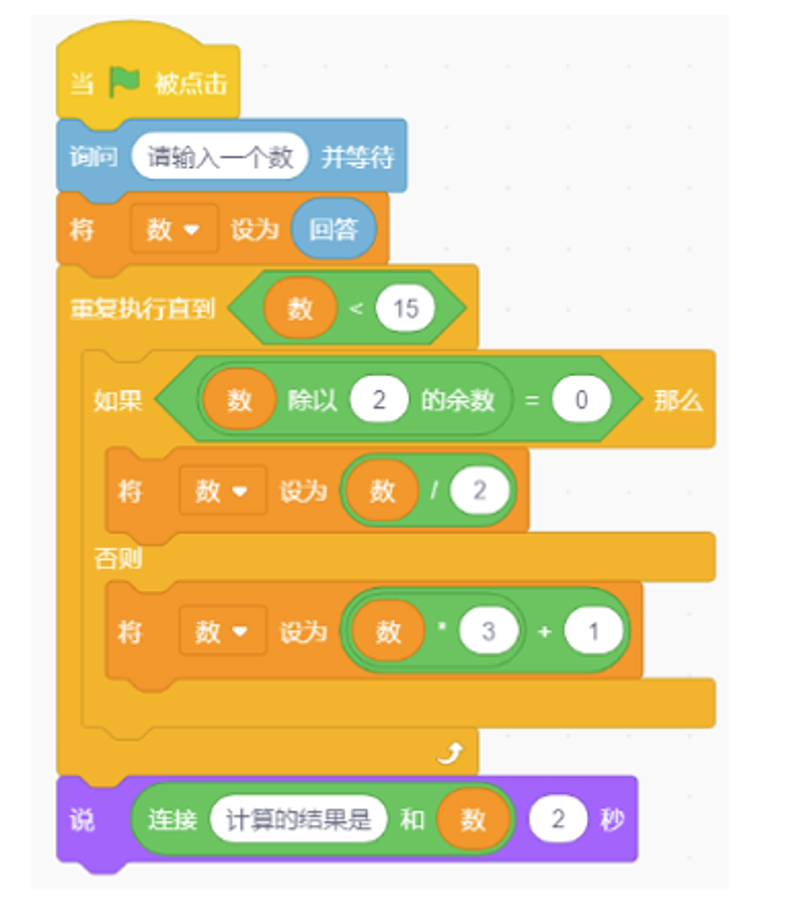 当 被点击
询问 请输入一个数 并等待
将 数 设为 回答
重复执行直到 数 < 15
如果 数 除以 2 的余数 = 0 那么
将 数 设为 数 / 2
否则
将 数 设为 数 * 3 + 1
说 连接 计算的结果是 和 数 2 秒